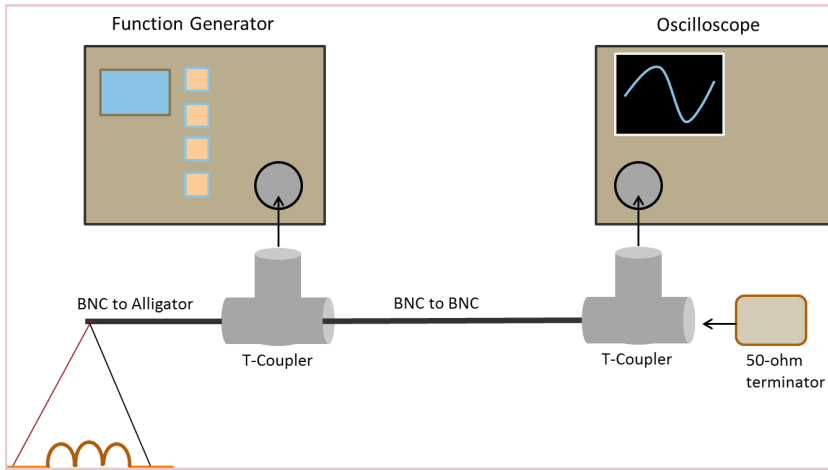 Function Generator
Oscilloscope
BNC to Alligator
BNC to BNC
T-Coupler
T-Coupler
50-ohm
terminator